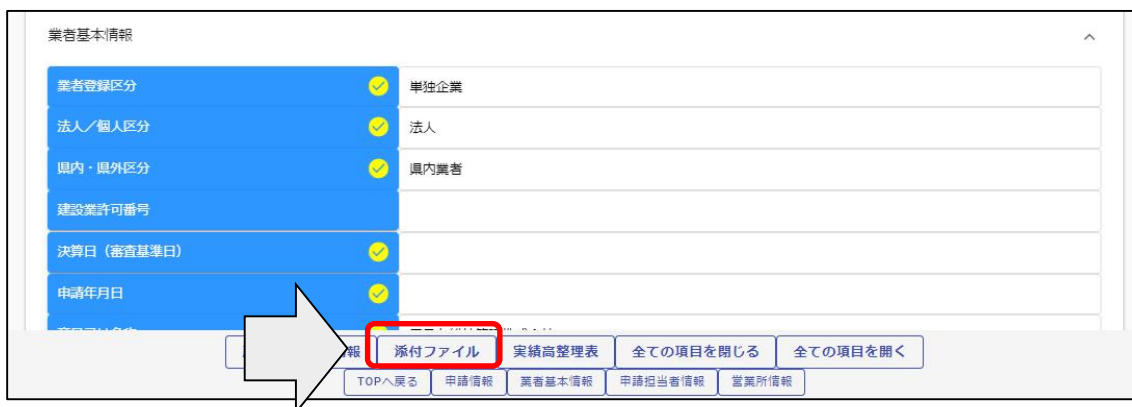 業者基本情報
業者登録区分 単独企業
法人/個人区分 法人
県内・県外区分 県内業者
建設業許可番号
決算日(審査基準日)
申請年月日
報 添付ファイル 実績高整理表 全ての項目を閉じる 全ての項目を開く
TOPへ戻る 申請情報 業者基本情報 申請担当者情報 営業所情報